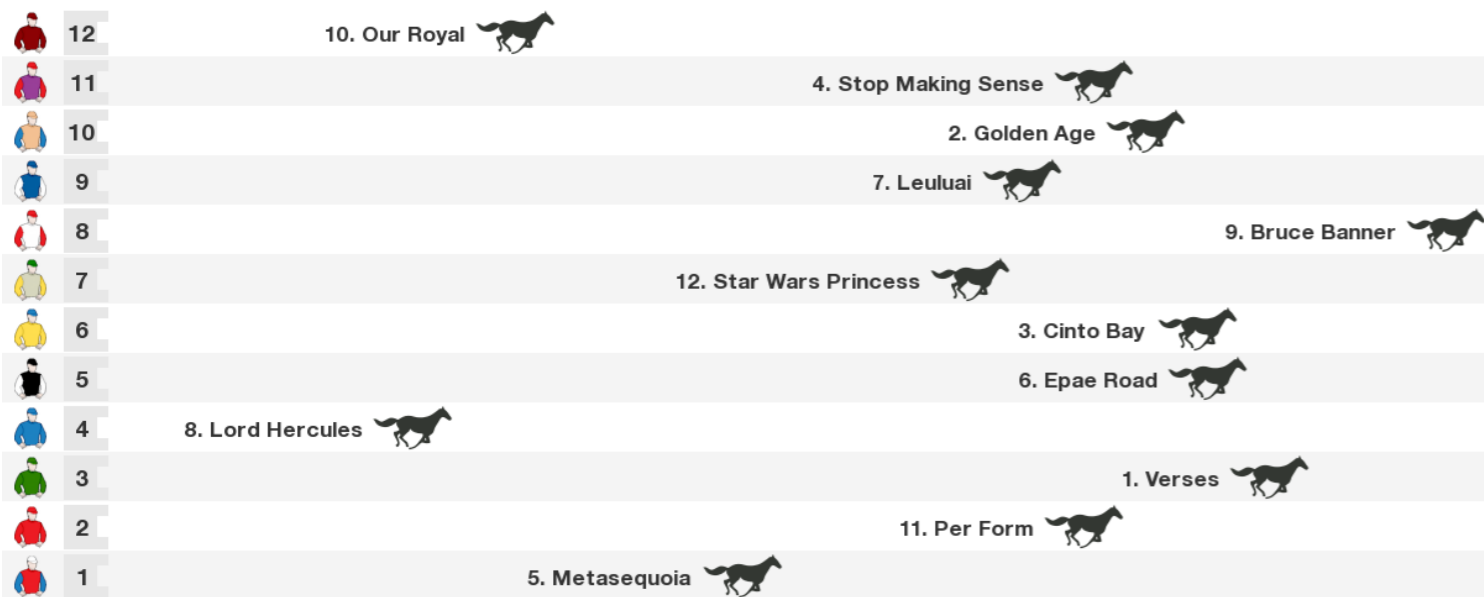 12 10. Our Royal
11 4. Stop Making Sense
10 2. Golden Age
9 7. Leuluai
8 9. Bruce Banner
7 12. Star Wars Princess
6 3. Cinto Bay
5 6. Epae Road
4 8. Lord Hercules
3 1. Verses
2 11. Per Form
1 5. Metasequoia